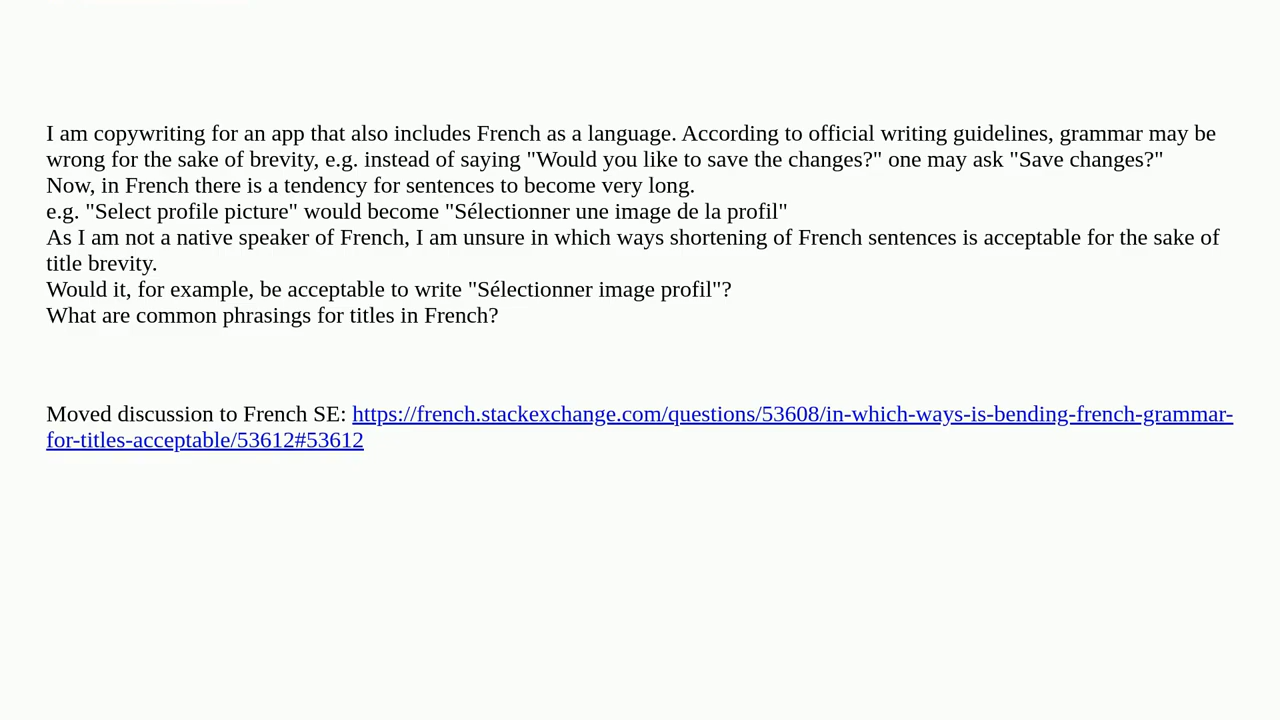 I am copywriting for an app that also includes French as a language. According to official writing guidelines, grammar may be
wrong for the sake of brevity, e.g. instead of saying "Would you like to save the changes?" one may ask "Save changes?"
Now, in French there is a tendency for sentences to become very long.
e.g. "Select profile picture" would become "Sélectionner une image de la profil"
As I am not a native speaker of French, I am unsure in which ways shortening of French sentences is acceptable for the sake of
title brevity.
Would it, for example, be acceptable to write "Sélectionner image profil"?
What are common phrasings for titles in French?
Moved discussion to French SE: https://french.stackexchange.com/questions/53608/in-which-ways-is-bending-french-grammar-
for-titles-acceptable/53612#53612